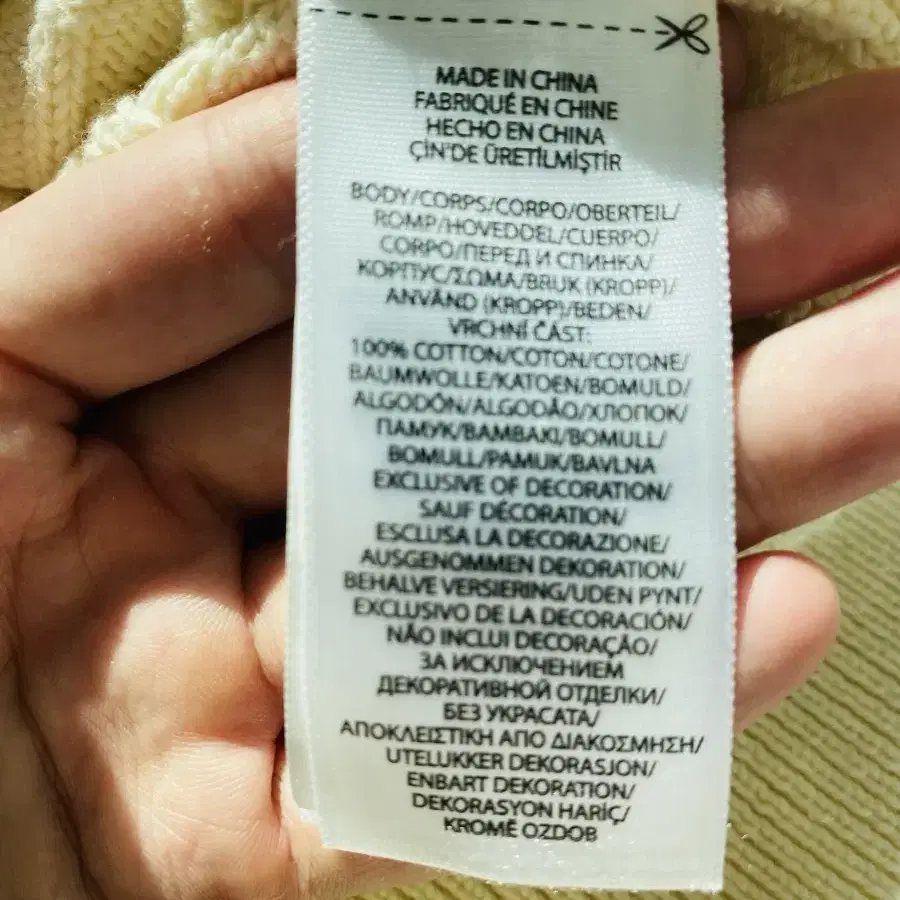 MADE IN CHINA
FABRIQUÉ EN CHINE
HECHO EN CHINA
ÇİN'DE ÜRETİLMİŞTİR
BODY/CORPS/CORPO/OBERTEIL/
ROMP/HOVEDDEL/CUERPO/
CORPO/ПЕРЕД И СПИНКА/
КОРПУС/ΣΩΜΑ/BRUK (KROPP)/
ANVÄND (KROPP)/BEDEN/
VRCHNÍ ČÁST:
100% COTTON/COTON/COTONE/
BAUMWOLLE/KATOEN/BOMULD/
ALGODÓN/ALGODÃO/ХЛОПОК/
ПАМУК/ΒΑΜΒΑΚΙ/BOMULL/
BOMULL/PAMUK/BAVLNA
EXCLUSIVE OF DECORATION/
SAUF DÉCORATION/
ESCLUSA LA DECORAZIONE/
AUSGENOMMEN DEKORATION/
BEHALVE VERSIERING/UDEN PYNT/
EXCLUSIVO DE LA DECORACIÓN/
NÃO INCLUI DECORAÇÃO/
ЗА ИСКЛЮЧЕНИЕМ
ДЕКОРАТИВНОЙ ОТДЕЛКИ/
БЕЗ УКРАСАТА/
ΑΠΟΚΛΕΙΣΤΙΚΗ ΑΠΟ ΔΙΑΚΟΣΜΗΣΗ/
UTELUKKER DEKORASJON/
ENBART DEKORATION/
DEKORASYON HARİÇ/
KROMĚ OZDOB